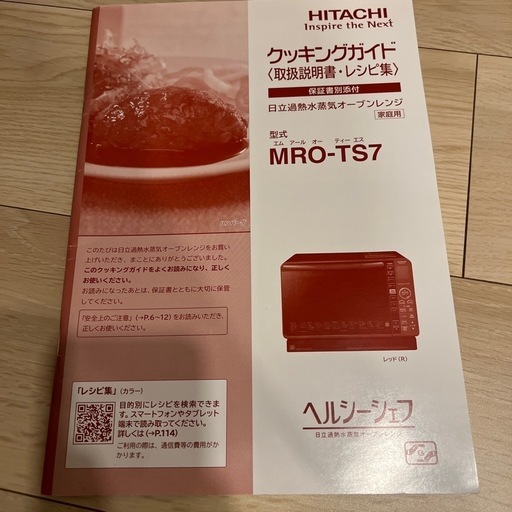 HITACHI
Inspire the Next
クッキングガイド
〈取扱説明書・レシピ集〉
保証書別添付
日立過熱水蒸気オーブンレンジ
家庭用
型式
エム アール オー ティー エス
MRO-TS7
ハンバーグ
このたびは日立過熱水蒸気オーブンレンジをお買い
上げいただき、まことにありがとうございました。
このクッキングガイドをよくお読みになり、正しく
お使いください。
お読みになったあとは、保証書とともに大切に保管
してください。
「安全上のご注意」(→P.6~12)をお読みいただき、
正しくお使いください。
レッド(R)
「レシピ集」(カラー)
目的別にレシピを検索できま
す。スマートフォンやタブレット
端末で読み取ってください。
詳しくは(→P.114)
ご利用の際は、通信費等の費用がか
かります。
ヘルシーシェフ
日立過熱水蒸気オーブンレンジ